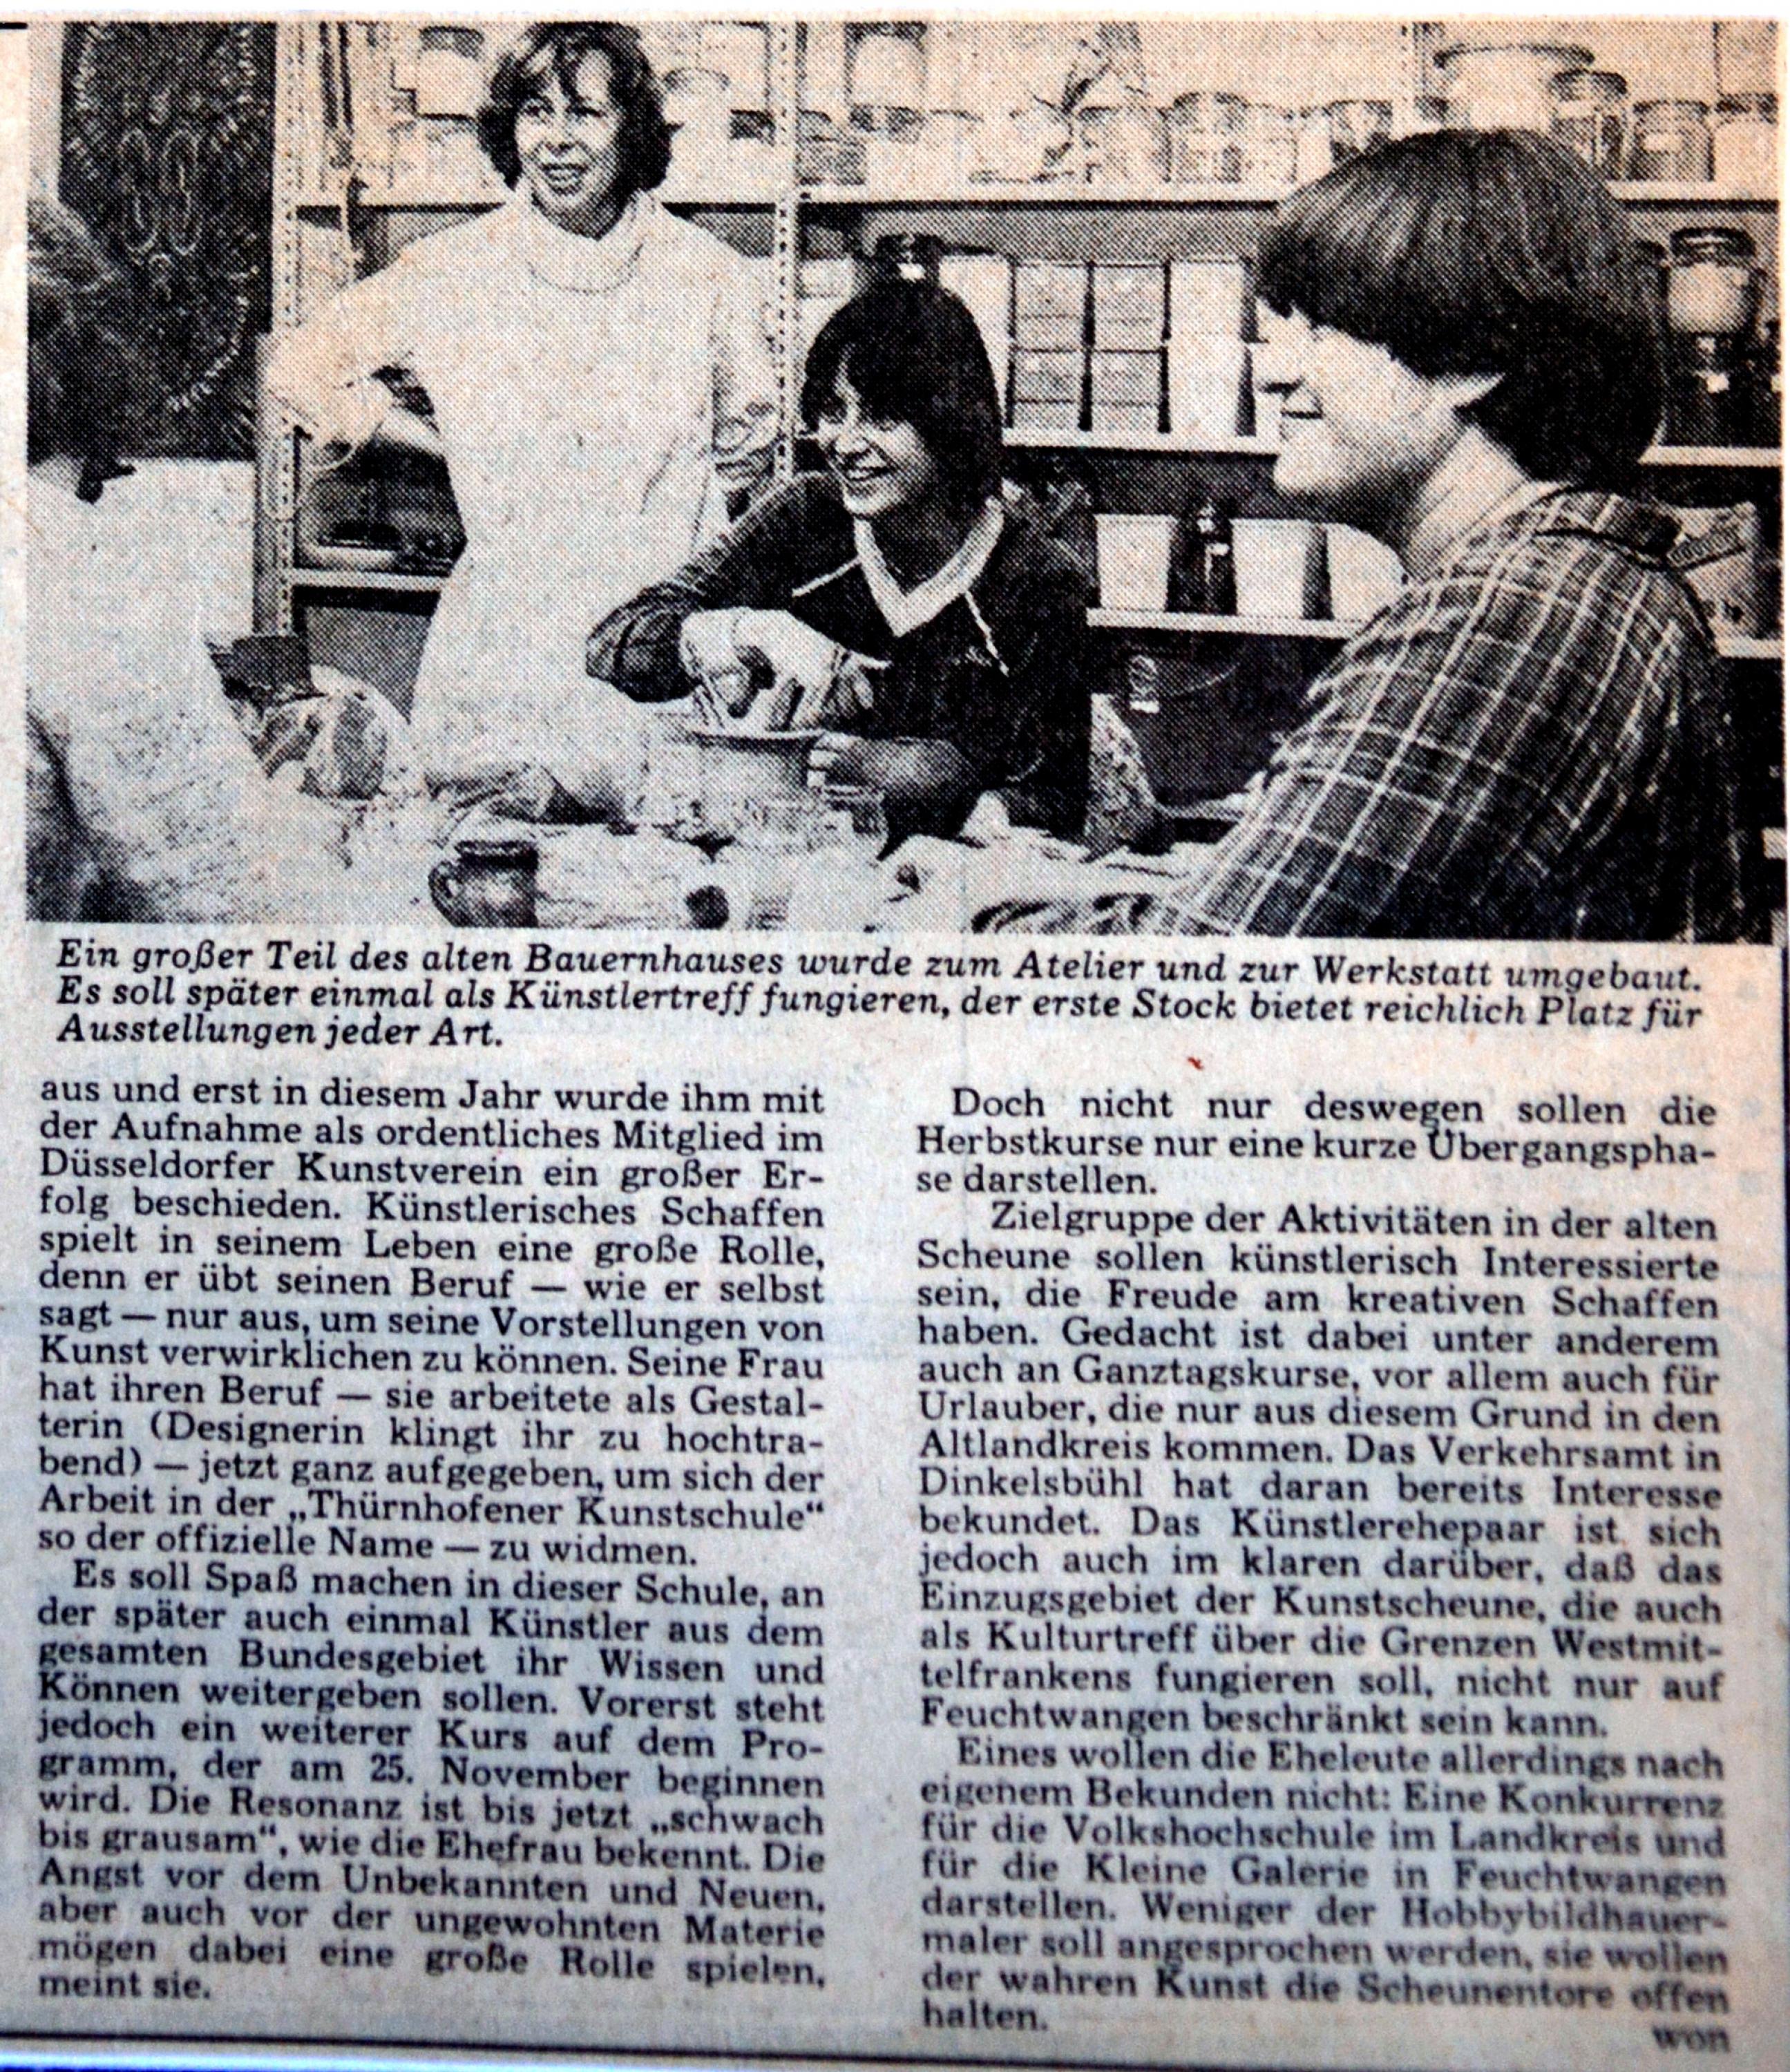 Ein großer Teil des alten Bauernhauses wurde zum Atelier und zur Werkstatt umgebaut.
Es soll später einmal als Künstlertreff fungieren, der erste Stock bietet reichlich Platz für
Ausstellungen jeder Art.
aus und erst in diesem Jahr wurde ihm mit
der Aufnahme als ordentliches Mitglied im
Düsseldorfer Kunstverein ein großer Er-
folg beschieden. Künstlerisches Schaffen
spielt in seinem Leben eine große Rolle,
denn er übt seinen Beruf — wie er selbst
sagt — nur aus, um seine Vorstellungen von
Kunst verwirklichen zu können. Seine Frau
hat ihren Beruf — sie arbeitete als Gestal-
terin (Designerin klingt ihr zu hochtra-
bend) — jetzt ganz aufgegeben, um sich der
Arbeit in der „Thürnhofener Kunstschule“
so der offizielle Name — zu widmen.
Es soll Spaß machen in dieser Schule, an
der später auch einmal Künstler aus dem
gesamten Bundesgebiet ihr Wissen und
Können weitergeben sollen. Vorerst steht
jedoch ein weiterer Kurs auf dem Pro-
gramm, der am 25. November beginnen
wird. Die Resonanz ist bis jetzt „schwach
bis grausam“, wie die Ehefrau bekennt. Die
Angst vor dem Unbekannten und Neuen,
aber auch vor der ungewohnten Materie
mögen dabei eine große Rolle spielen,
meint sie.
Doch nicht nur deswegen sollen die
Herbstkurse nur eine kurze Übergangspha-
se darstellen.
Zielgruppe der Aktivitäten in der alten
Scheune sollen künstlerisch Interessierte
sein, die Freude am kreativen Schaffen
haben. Gedacht ist dabei unter anderem
auch an Ganztagskurse, vor allem auch für
Urlauber, die nur aus diesem Grund in den
Altlandkreis kommen. Das Verkehrsamt in
Dinkelsbühl hat daran bereits Interesse
bekundet. Das Künstlerehepaar ist sich
jedoch auch im klaren darüber, daß das
Einzugsgebiet der Kunstscheune, die auch
als Kulturtreff über die Grenzen Westmit-
telfrankens fungieren soll, nicht nur auf
Feuchtwangen beschränkt sein kann.
Eines wollen die Eheleute allerdings nach
eigenem Bekunden nicht: Eine Konkurrenz
für die Volkshochschule im Landkreis und
für die Kleine Galerie in Feuchtwangen
darstellen. Weniger der Hobbybildhauer-
maler soll angesprochen werden, sie wollen
der wahren Kunst die Scheunentore offen
halten.
won